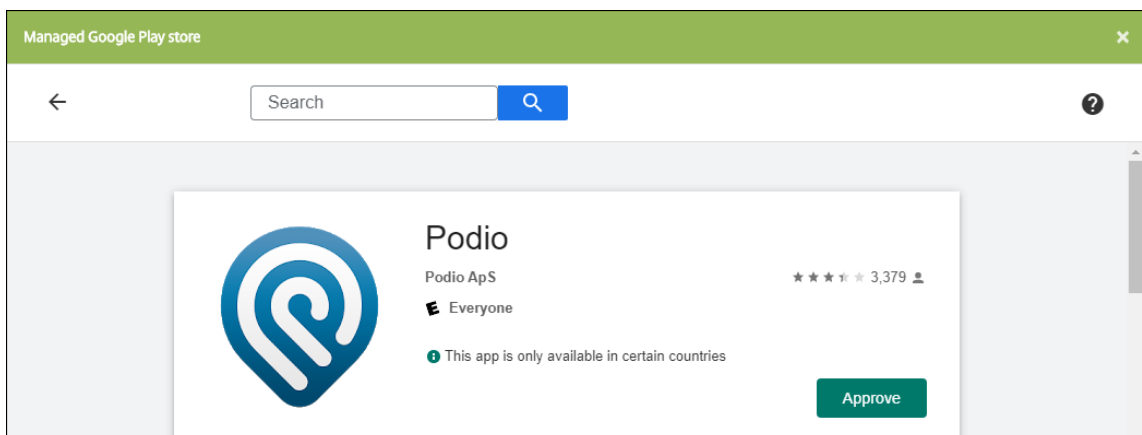 Managed Google Play store
Search
Podio
Podio ApS
3,379
E Everyone
This app is only available in certain countries
Approve